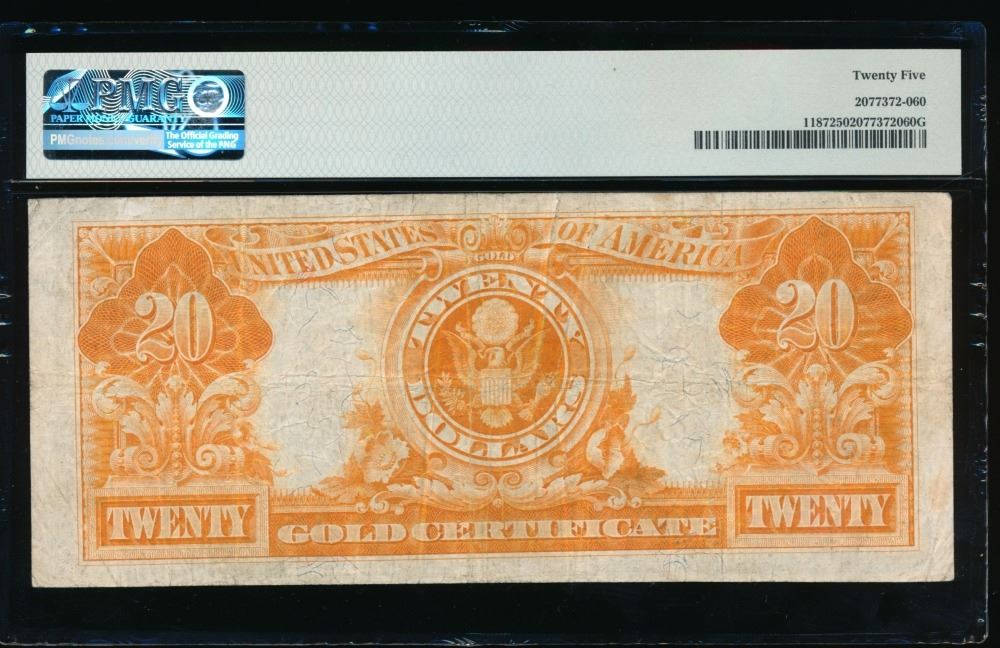 PMG
PAPER MONEY GUARANTY
PMGnotes.com/verify
The Official Grading
Service of the PNG
Twenty Five
2077372-060
11872502077372060G
UNITED STATES OF AMERICA
GOLD
20
TWENTY
DOLLARS
20
TWENTY
GOLD CERTIFICATE
TWENTY